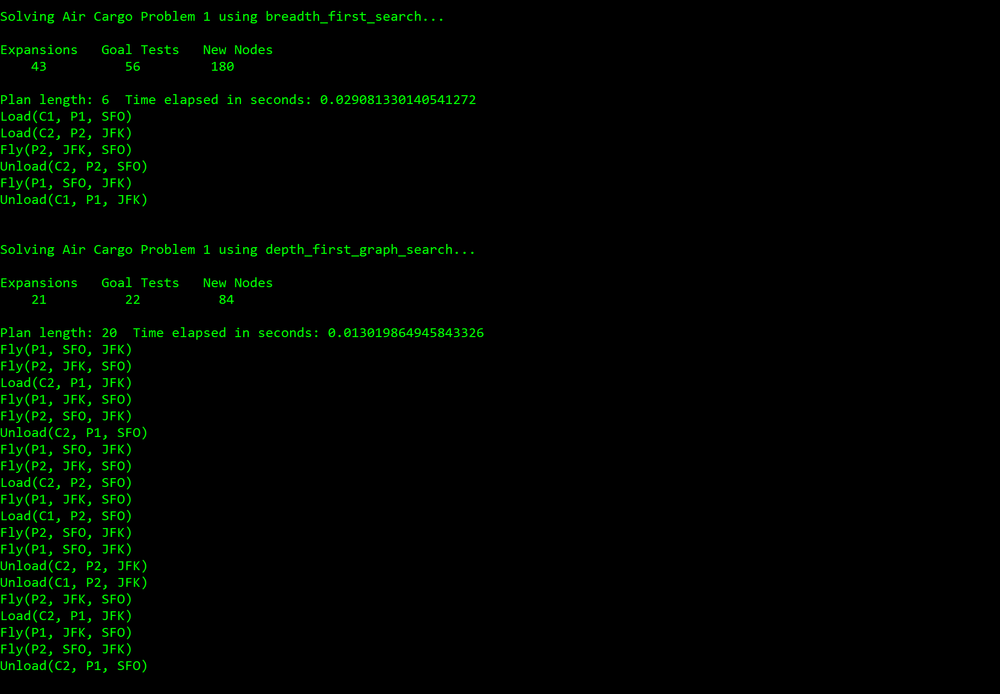 Solving Air Cargo Problem 1 using breadth_first_search...
Expansions   Goal Tests   New Nodes
    43          56         180
Plan length: 6  Time elapsed in seconds: 0.029081330140541272
Load(C1, P1, SFO)
Load(C2, P2, JFK)
Fly(P2, JFK, SFO)
Unload(C2, P2, SFO)
Fly(P1, SFO, JFK)
Unload(C1, P1, JFK)
Solving Air Cargo Problem 1 using depth_first_graph_search...
Expansions   Goal Tests   New Nodes
    21          22          84
Plan length: 20  Time elapsed in seconds: 0.013019864945843326
Fly(P1, SFO, JFK)
Fly(P2, JFK, SFO)
Load(C2, P1, JFK)
Fly(P1, JFK, SFO)
Fly(P2, SFO, JFK)
Unload(C2, P1, SFO)
Fly(P1, SFO, JFK)
Fly(P2, JFK, SFO)
Load(C2, P2, SFO)
Fly(P1, JFK, SFO)
Load(C1, P2, SFO)
Fly(P2, SFO, JFK)
Fly(P1, SFO, JFK)
Unload(C2, P2, JFK)
Unload(C1, P2, JFK)
Fly(P2, JFK, SFO)
Load(C2, P1, JFK)
Fly(P1, JFK, SFO)
Fly(P2, SFO, JFK)
Unload(C2, P1, SFO)